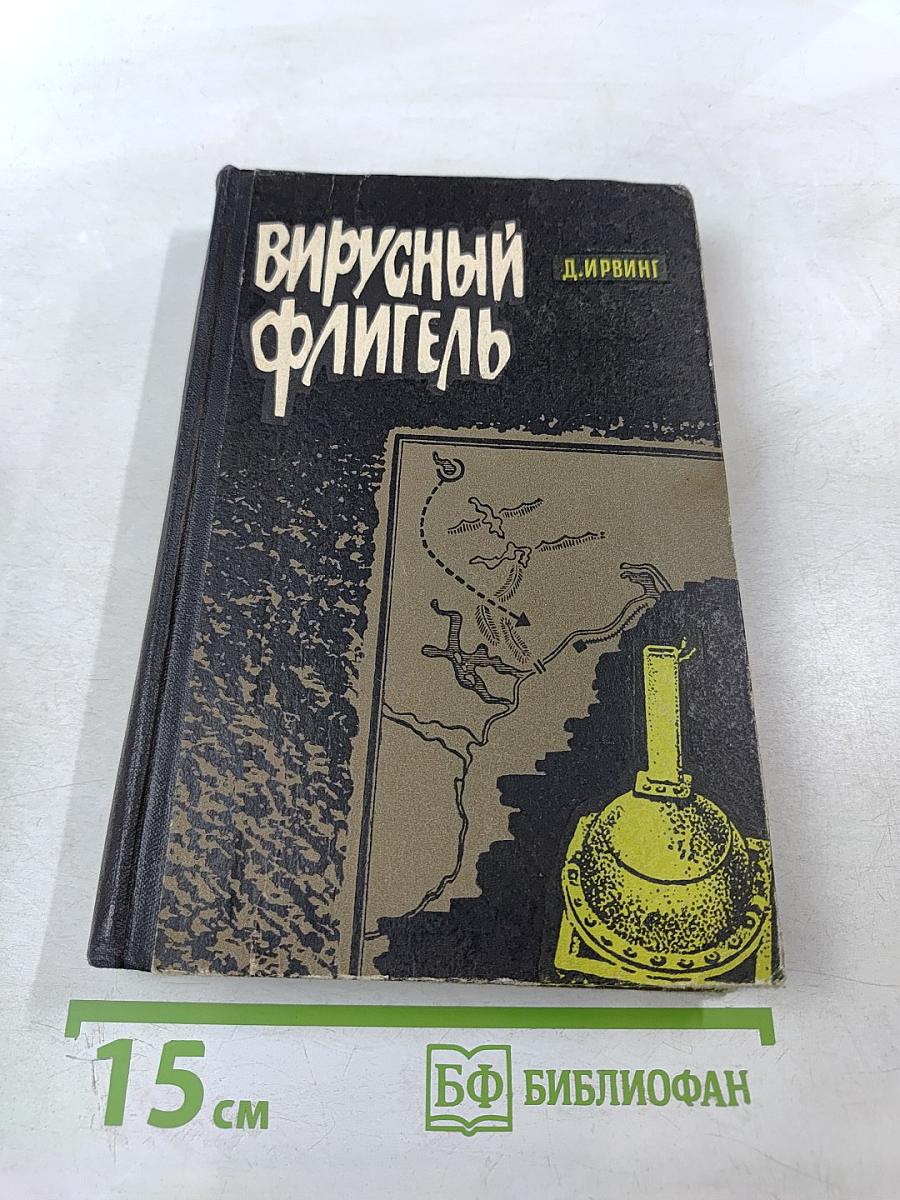 ВИРУСНЫЙ
ФЛИГЕЛЬ
Д.ИРВИНГ
15 см
БФ БИБЛИОФАН